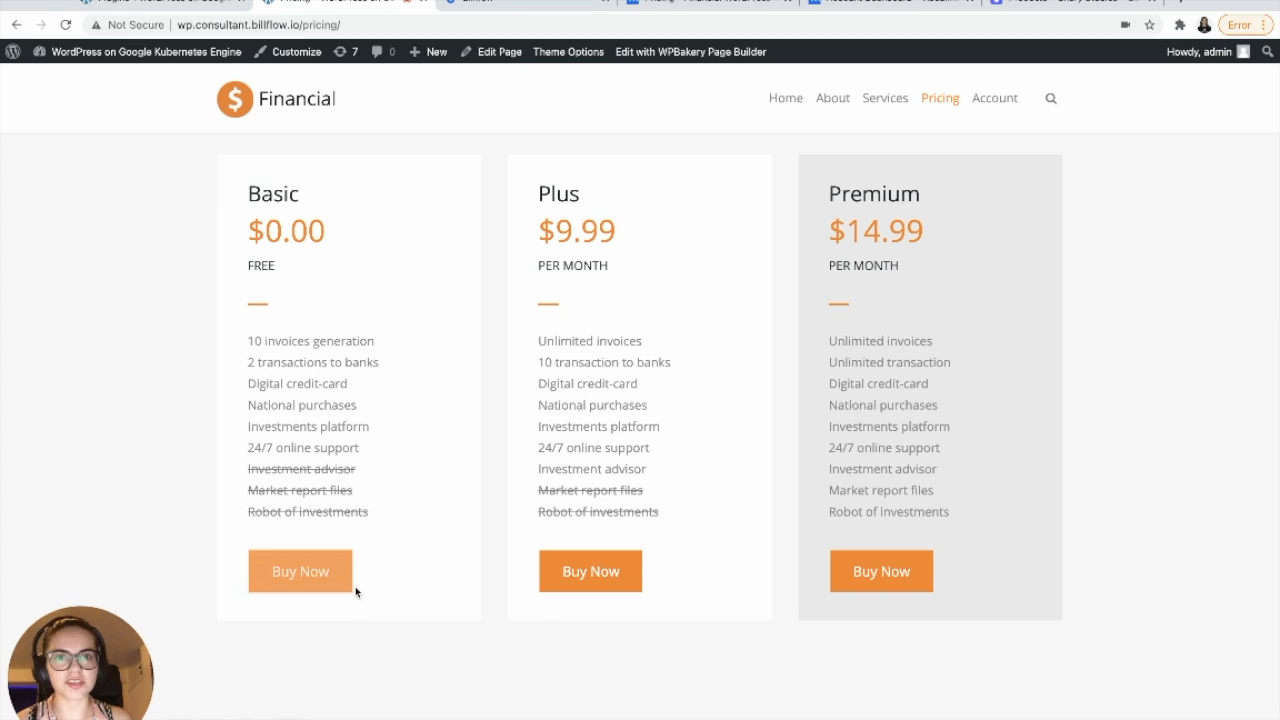 Not Secure | wp.consultant.billflow.io/pricing/ Error
WordPress on Google Kubernetes Engine Customize 7 0 New Edit Page Theme Options Edit with WPBakery Page Builder Howdy, admin
$ Financial Home About Services Pricing Account
Basic
$0.00
FREE
10 invoices generation
2 transactions to banks
Digital credit-card
National purchases
Investments platform
24/7 online support
Investment advisor
Market report files
Robot of investments
Buy Now
Plus
$9.99
PER MONTH
Unlimited invoices
10 transaction to banks
Digital credit-card
National purchases
Investments platform
24/7 online support
Investment advisor
Market report files
Robot of investments
Buy Now
Premium
$14.99
PER MONTH
Unlimited invoices
Unlimited transaction
Digital credit-card
National purchases
Investments platform
24/7 online support
Investment advisor
Market report files
Robot of investments
Buy Now